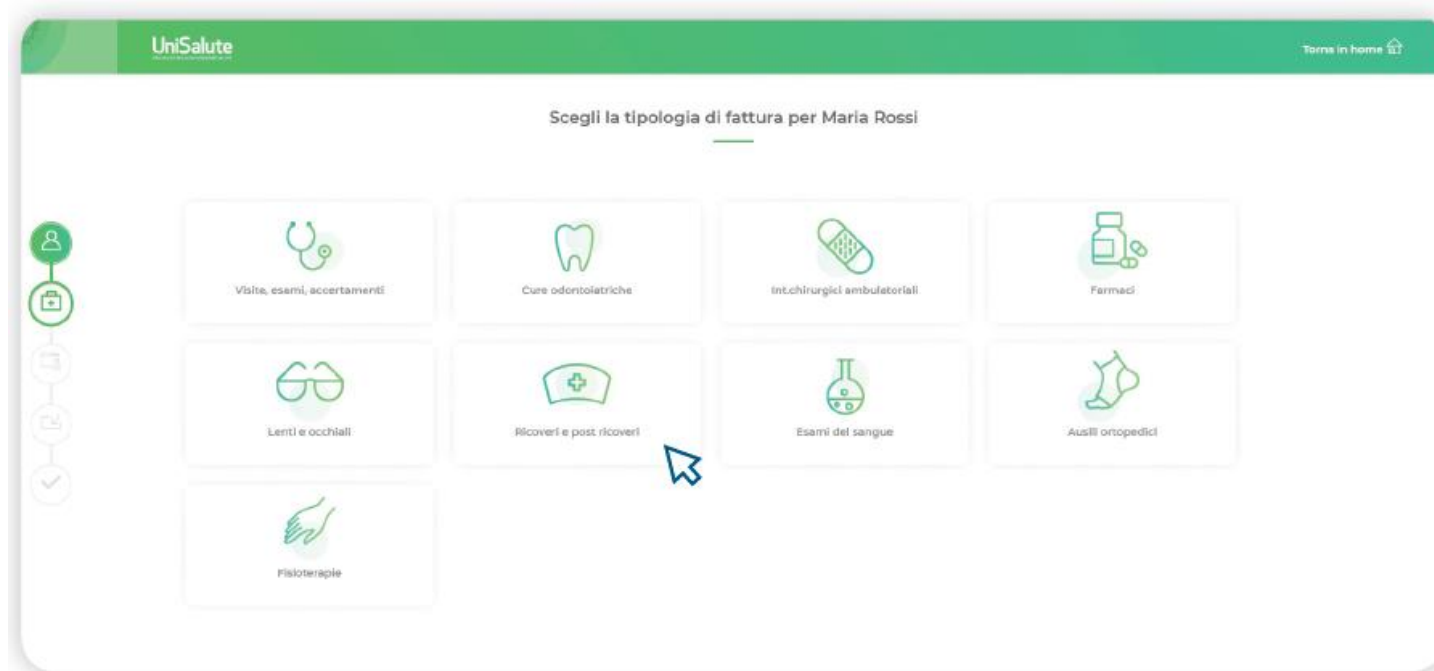 UniSalute
Torna in home
Scegli la tipologia di fattura per Maria Rossi
Visite, esami, accertamenti
Cure odontoiatriche
Int.chirurgici ambulatoriali
Farmaci
Lenti e occhiali
Ricoveri e post ricoveri
Esami del sangue
Ausili ortopedici
Fisioterapie